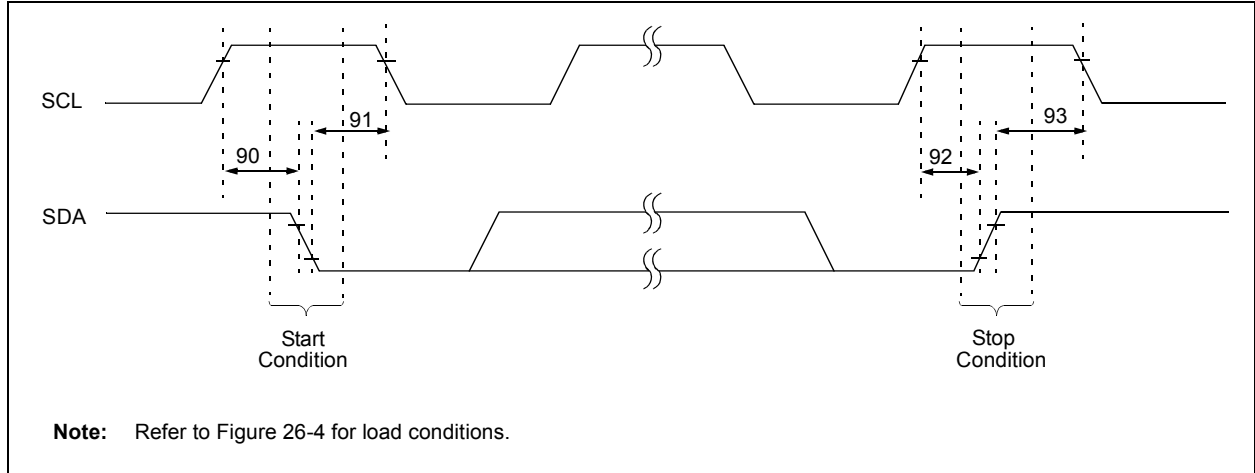 SCL
91
93
90
92
SDA
Start
Condition
Stop
Condition
Note: Refer to Figure 26-4 for load conditions.